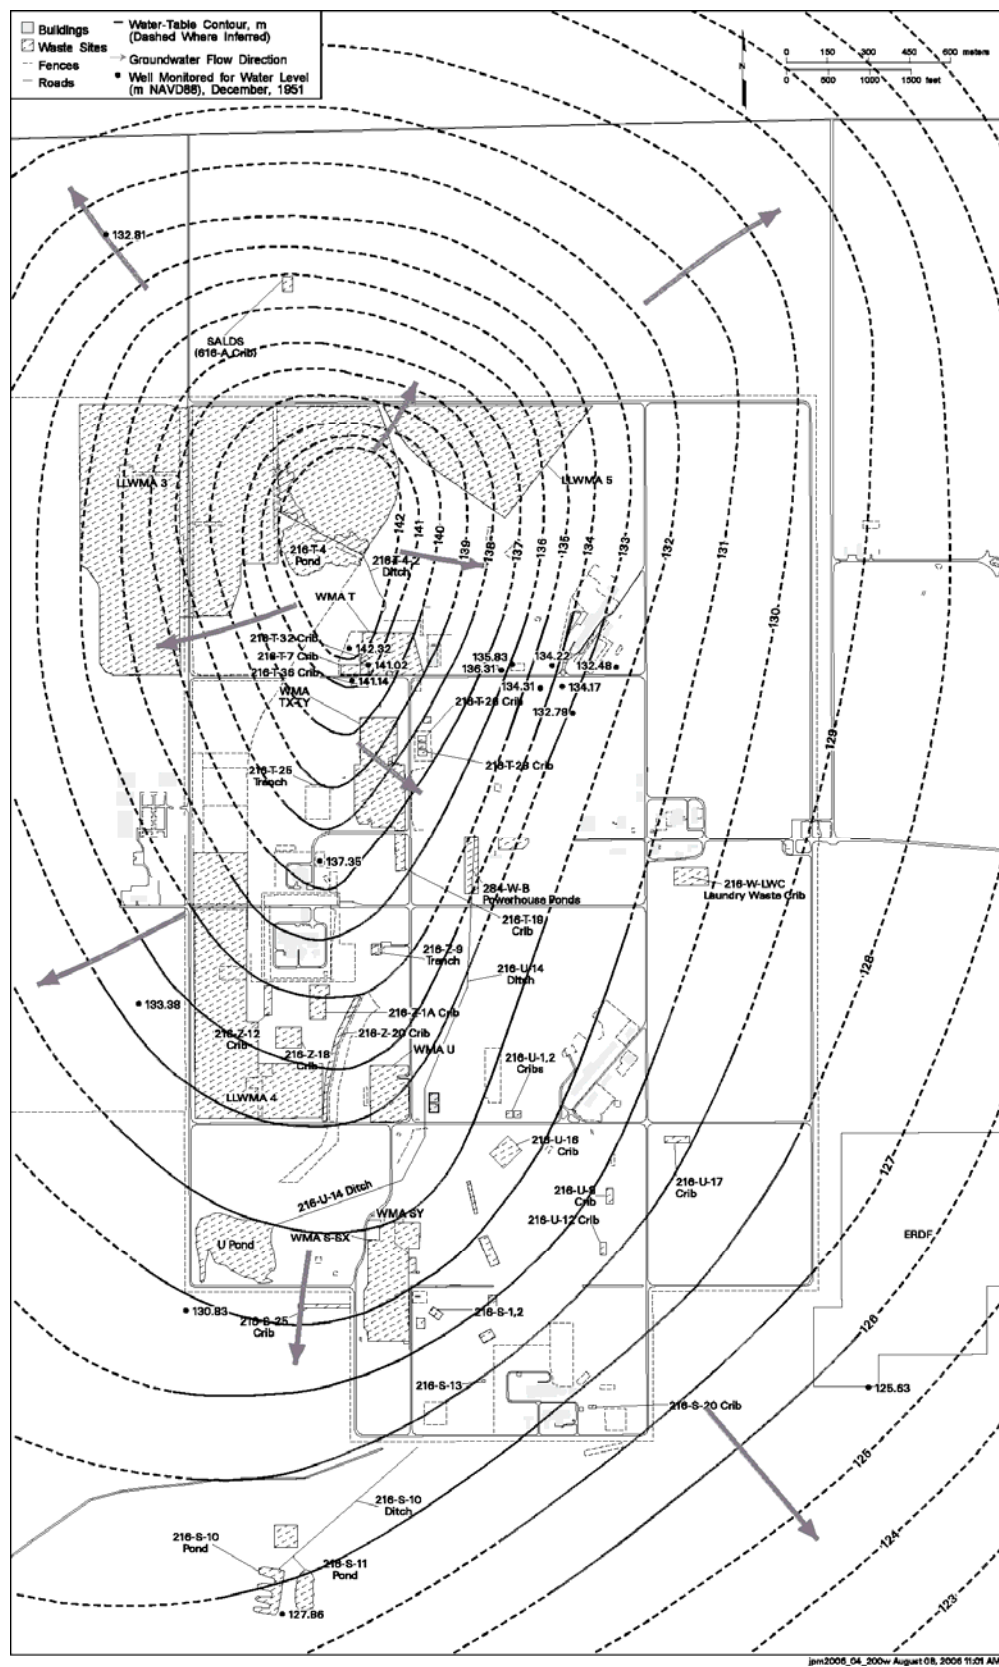 Buildings
Waste Sites
Fences
Roads
Water-Table Contour, m
(Dashed Where Inferred)
Groundwater Flow Direction
Well Monitored for Water Level
(m NAVD88), December, 1951
N
0 150 300 450 600 meters
0 500 1000 1500 feet
132.81
SALDS
(616-A Crib)
LLWMA 3
LLWMA 5
142
141
140
139
138
137
136
135
134
133
132
131
130
129
128
127
126
125
124
123
216-T-4
Pond
216-T-4-2
Ditch
WMA T
216-T-32 Crib
216-T-7 Crib
216-T-36 Crib
142.32
141.02
141.14
135.83
136.31
134.22
132.48
134.31
134.17
132.78
WMA
TX-TY
216-T-26 Crib
216-T-28 Crib
216-T-25
Trench
137.35
284-W-B
Powerhouse Ponds
216-W-LWC
Laundry Waste Crib
216-T-19
Crib
216-Z-9
Trench
216-U-14
Ditch
133.38
216-Z-1A Crib
216-Z-12
Crib
216-Z-20 Crib
216-Z-18
Crib
WMA U
216-U-1,2
Cribs
LLWMA 4
216-U-16
Crib
216-U-17
Crib
216-U-14 Ditch
216-U-8
Crib
216-U-12 Crib
WMA SY
WMA S-SX
U Pond
ERDF
130.83
216-S-25
Crib
216-S-1,2
216-S-13
125.63
216-S-20 Crib
216-S-10
Ditch
216-S-10
Pond
216-S-11
Pond
127.86
jpm2006_04_200w August 08, 2006 11:01 AM